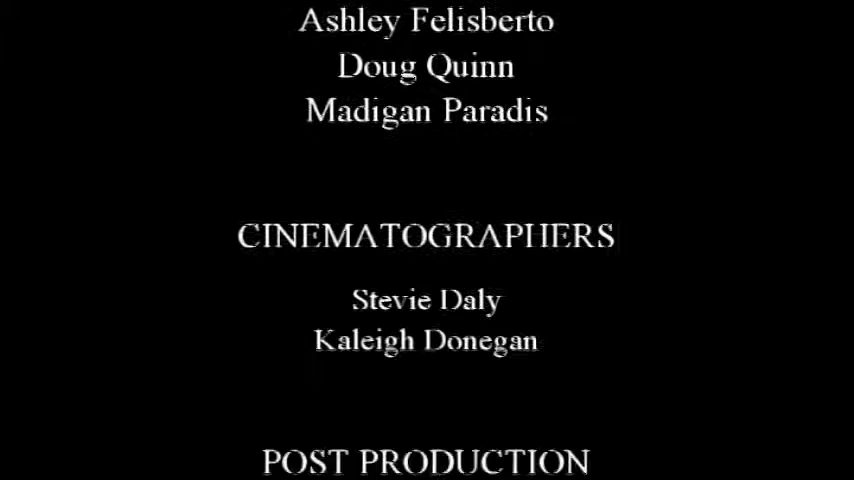 Ashley Felisberto
Doug Quinn
Madigan Paradis
CINEMATOGRAPHERS
Stevie Daly
Kaleigh Donegan
POST PRODUCTION